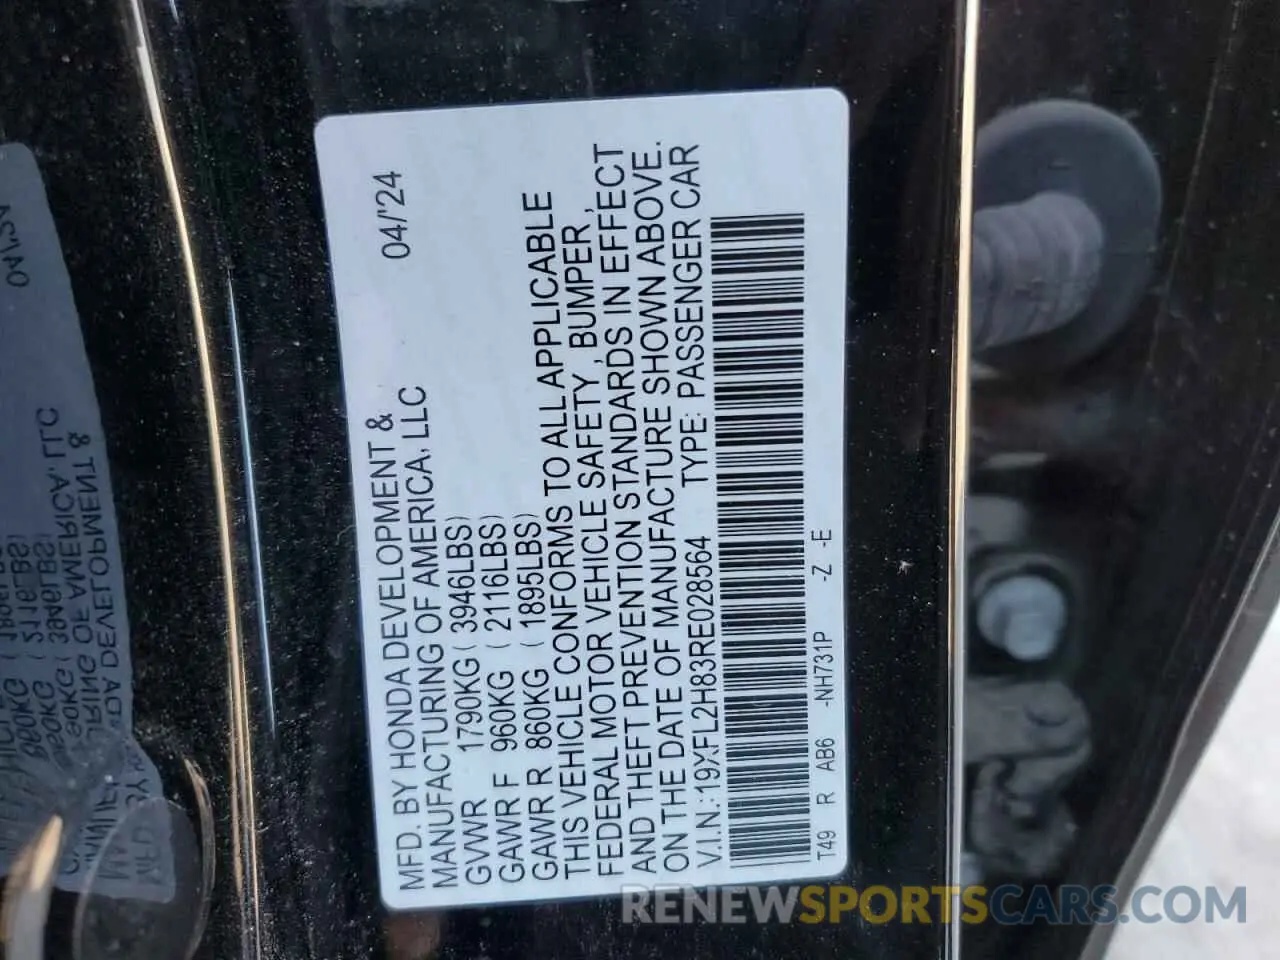 04/'24
MFD. BY HONDA DEVELOPMENT &
MANUFACTURING OF AMERICA, LLC
GVWR 1790KG ( 3946LBS)
GAWR F 960KG ( 2116LBS)
GAWR R 860KG ( 1895LBS)
THIS VEHICLE CONFORMS TO ALL APPLICABLE
FEDERAL MOTOR VEHICLE SAFETY , BUMPER,
AND THEFT PREVENTION STANDARDS IN EFFECT
ON THE DATE OF MANUFACTURE SHOWN ABOVE.
V.I.N.: 19XFL2H83RE028564 TYPE: PASSENGER CAR
T49 R AB6 -NH731P -Z -E
RENEWSPORTSCARS.COM